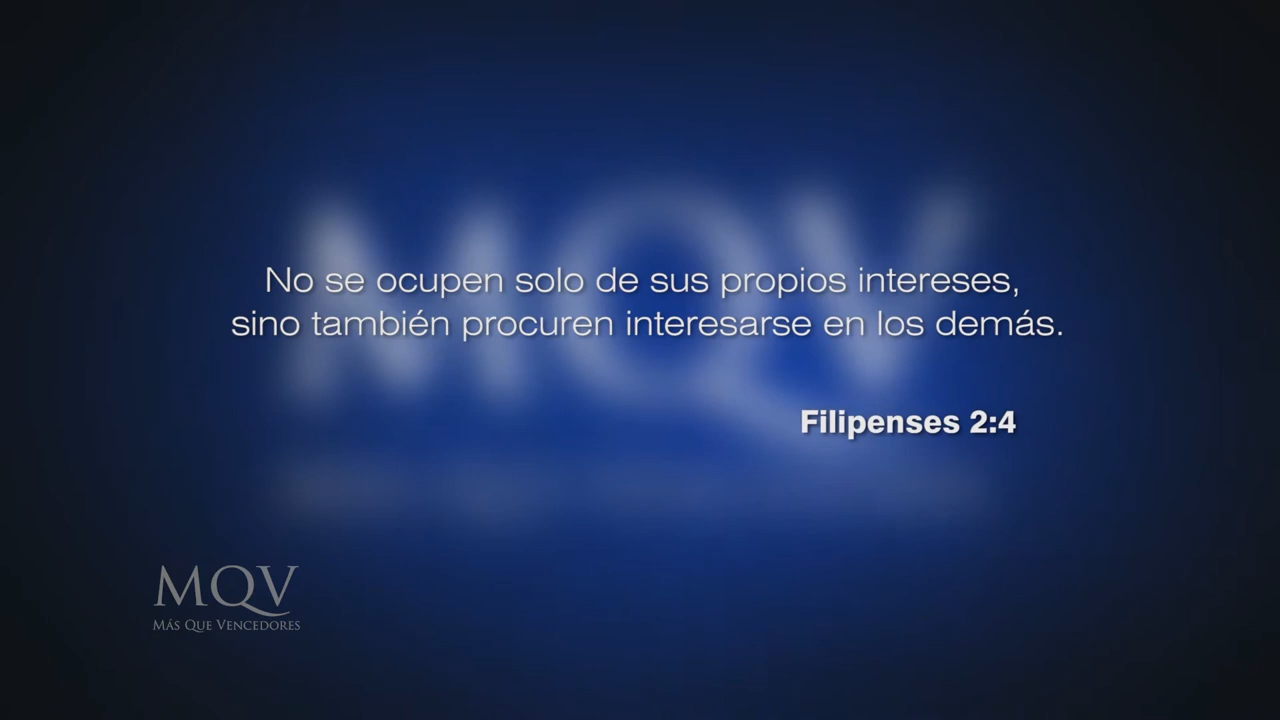 No se ocupen solo de sus propios intereses,
sino también procuren interesarse en los demás.
Filipenses 2:4
MQV
MÁS QUE VENCEDORES